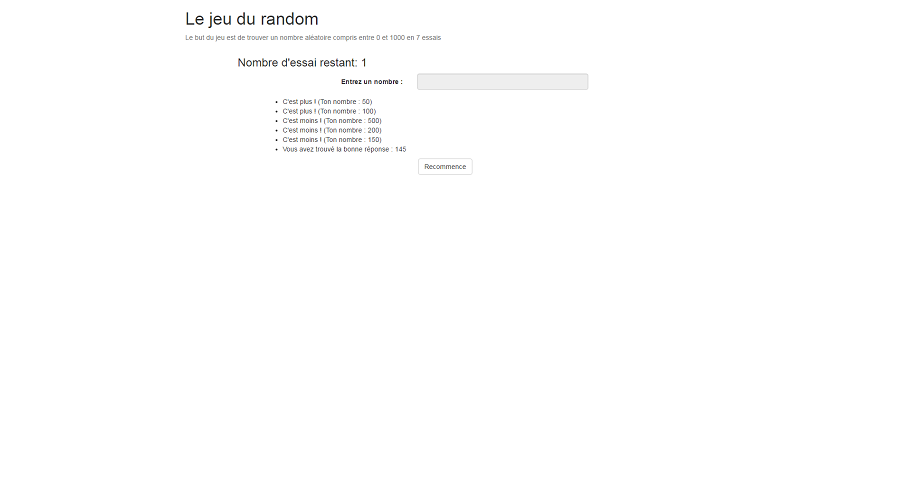 Le jeu du random
Le but du jeu est de trouver un nombre aléatoire compris entre 0 et 1000 en 7 essais
Nombre d'essai restant: 1
Entrez un nombre :
C'est plus ! (Ton nombre : 50)
C'est plus ! (Ton nombre : 100)
C'est moins ! (Ton nombre : 500)
C'est moins ! (Ton nombre : 200)
C'est moins ! (Ton nombre : 150)
Vous avez trouvé la bonne réponse : 145
Recommence